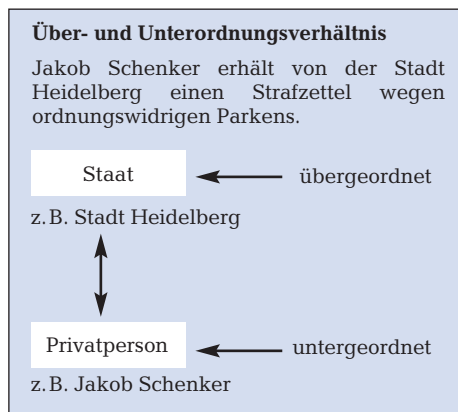 Über- und Unterordnungsverhältnis
Jakob Schenker erhält von der Stadt
Heidelberg einen Strafzettel wegen
ordnungswidrigen Parkens.
Staat übergeordnet
z. B. Stadt Heidelberg
Privatperson untergeordnet
z. B. Jakob Schenker